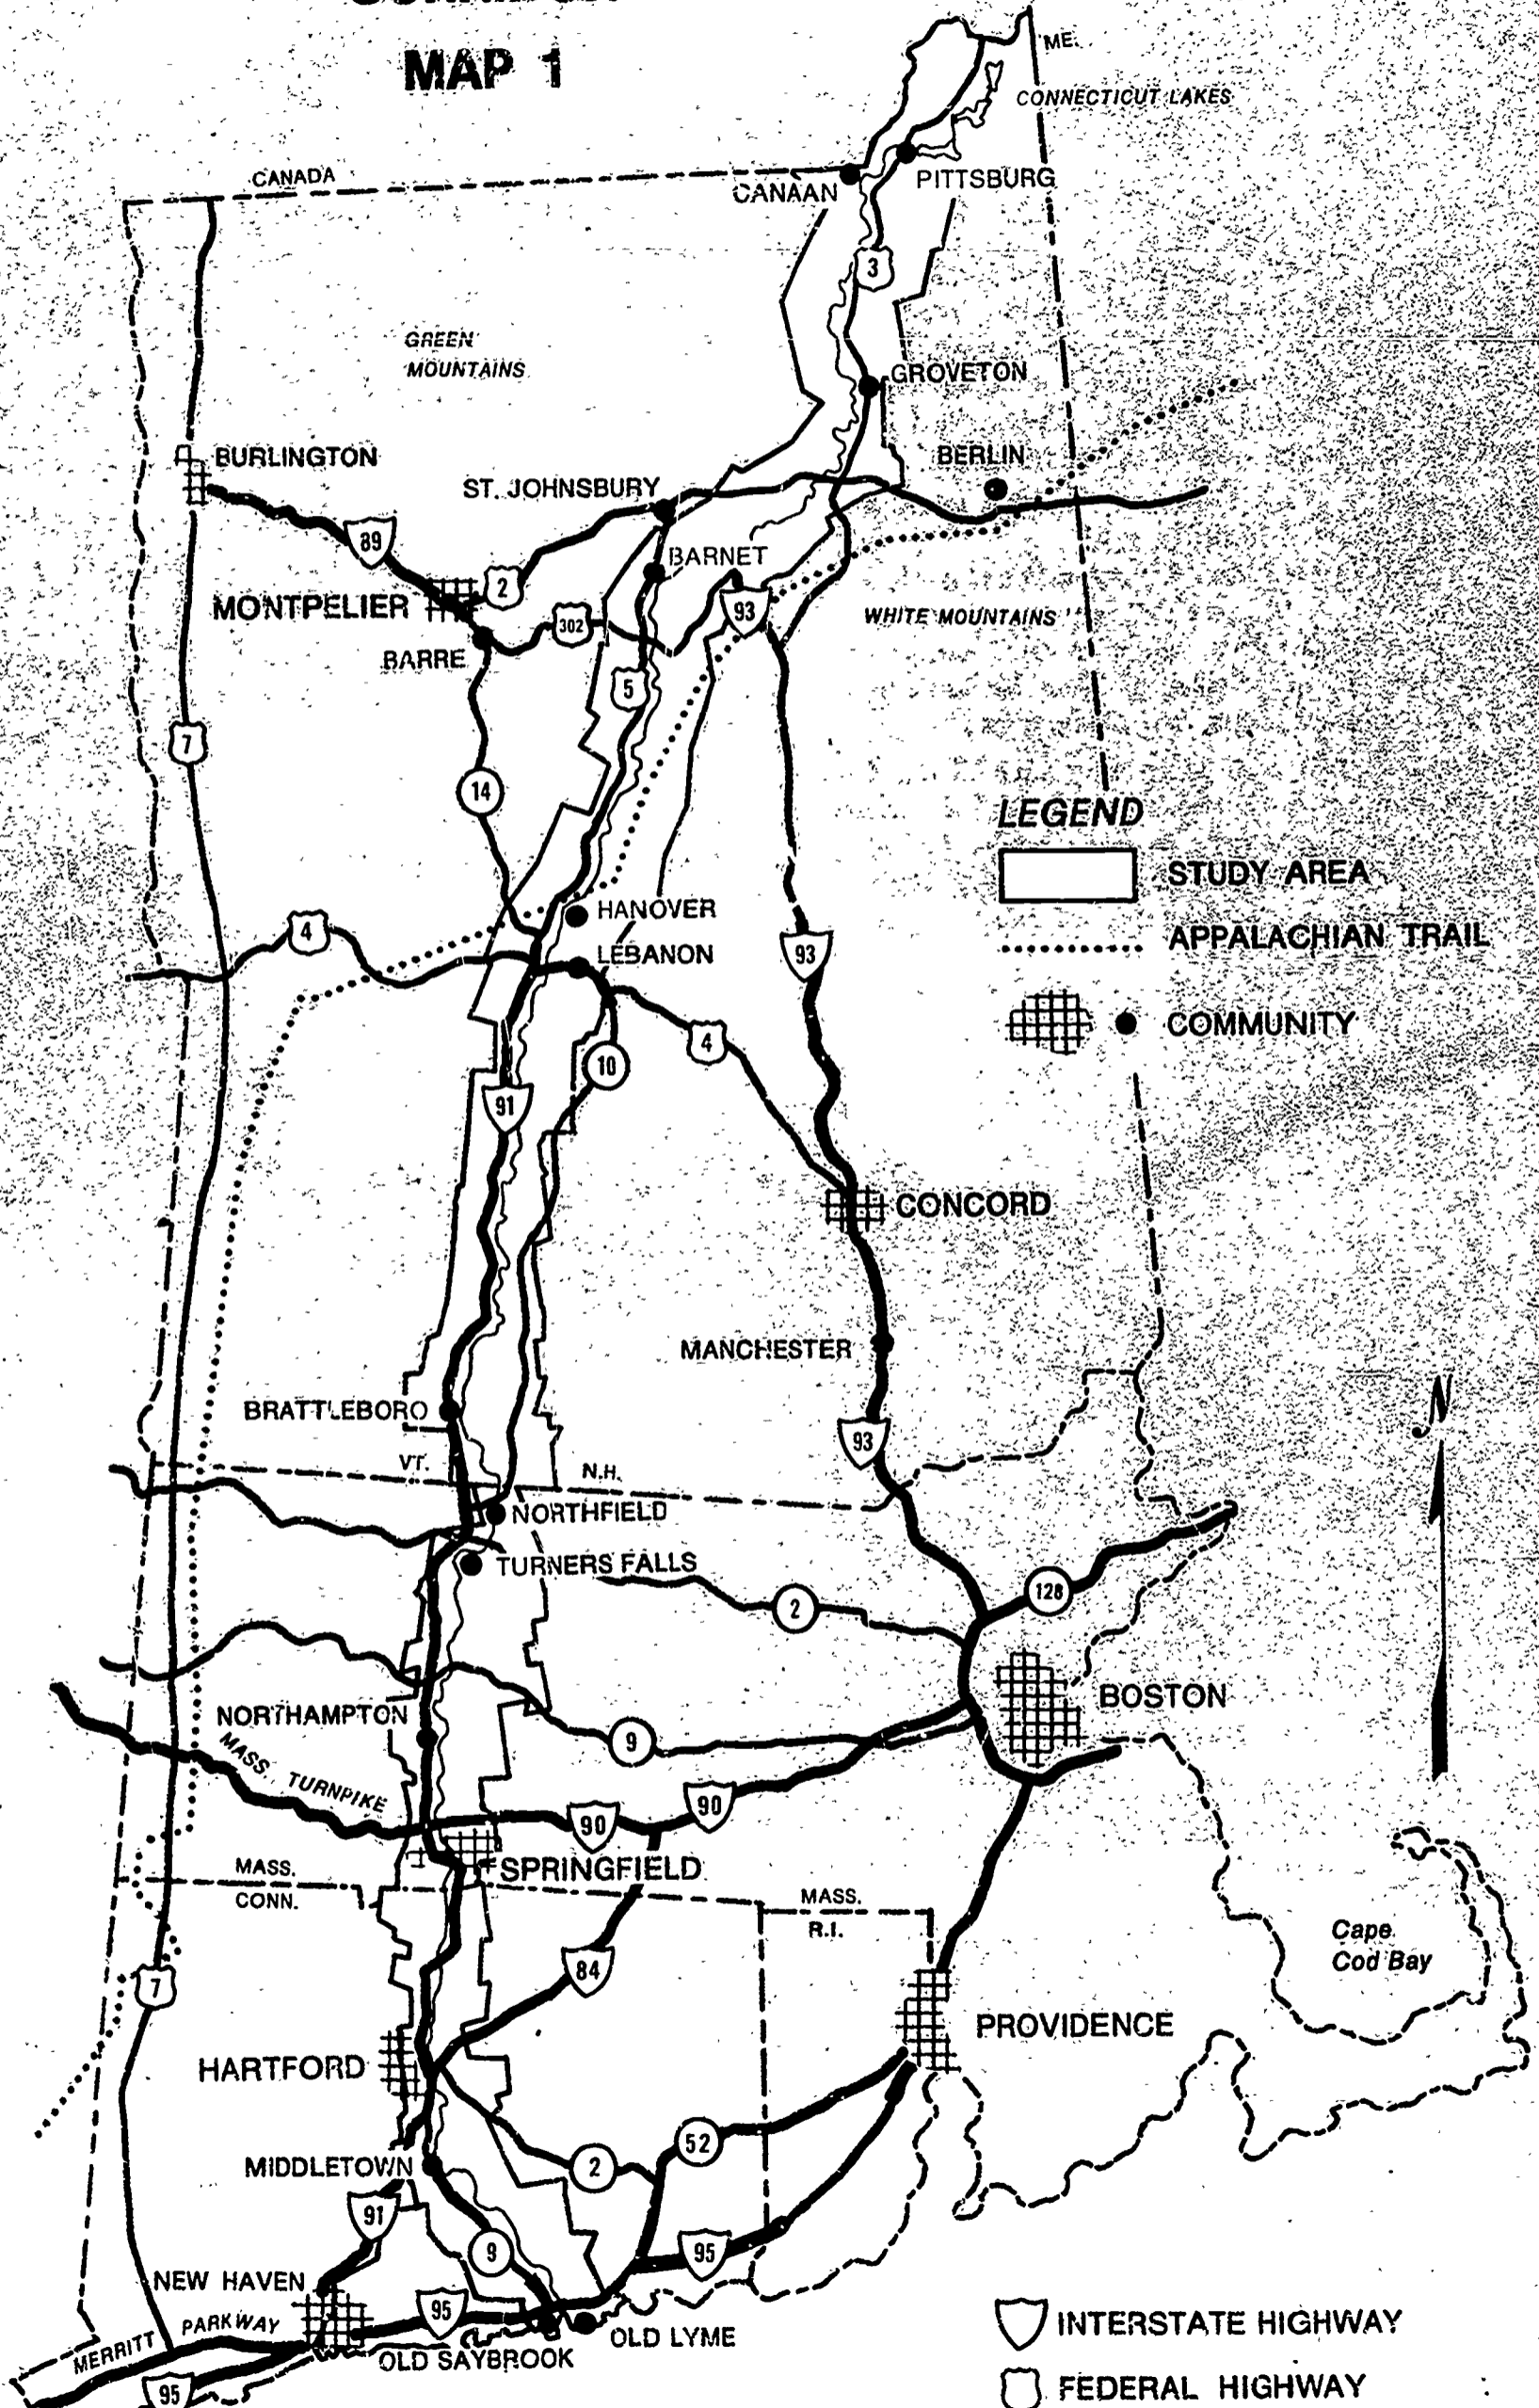 MAP 1
ME.
CONNECTICUT LAKES
CANADA
CANAAN
PITTSBURG
3
GREEN
MOUNTAINS
GROVETON
BURLINGTON
BERLIN
ST. JOHNSBURY
89
BARNET
2
MONTPELIER
93
302
WHITE MOUNTAINS
BARRE
5
7
14
LEGEND
STUDY AREA
HANOVER
4
APPALACHIAN TRAIL
LEBANON
93
COMMUNITY
4
10
91
CONCORD
MANCHESTER
BRATTLEBORO
93
VT.
N.H.
N
NORTHFIELD
TURNERS FALLS
128
2
BOSTON
NORTHAMPTON
9
MASS. TURNPIKE
90
90
SPRINGFIELD
MASS.
CONN.
MASS.
R.I.
Cape
Cod Bay
84
7
PROVIDENCE
HARTFORD
52
MIDDLETOWN
2
91
9
95
NEW HAVEN
95
MERRITT PARKWAY
OLD LYME
OLD SAYBROOK
95
INTERSTATE HIGHWAY
FEDERAL HIGHWAY